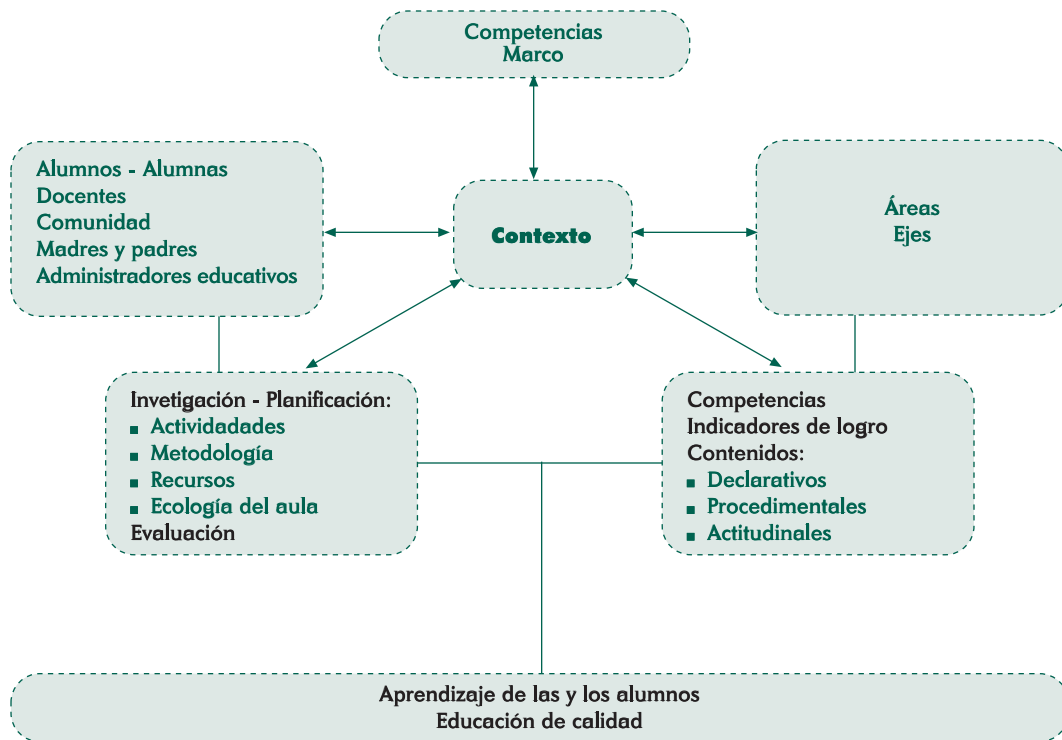 Competencias
Marco
Alumnos - Alumnas
Docentes
Comunidad
Madres y padres
Administradores educativos
Contexto
Áreas
Ejes
Invetigación - Planificación:
▪ Actividadades
▪ Metodología
▪ Recursos
▪ Ecología del aula
Evaluación
Competencias
Indicadores de logro
Contenidos:
▪ Declarativos
▪ Procedimentales
▪ Actitudinales
Aprendizaje de las y los alumnos
Educación de calidad